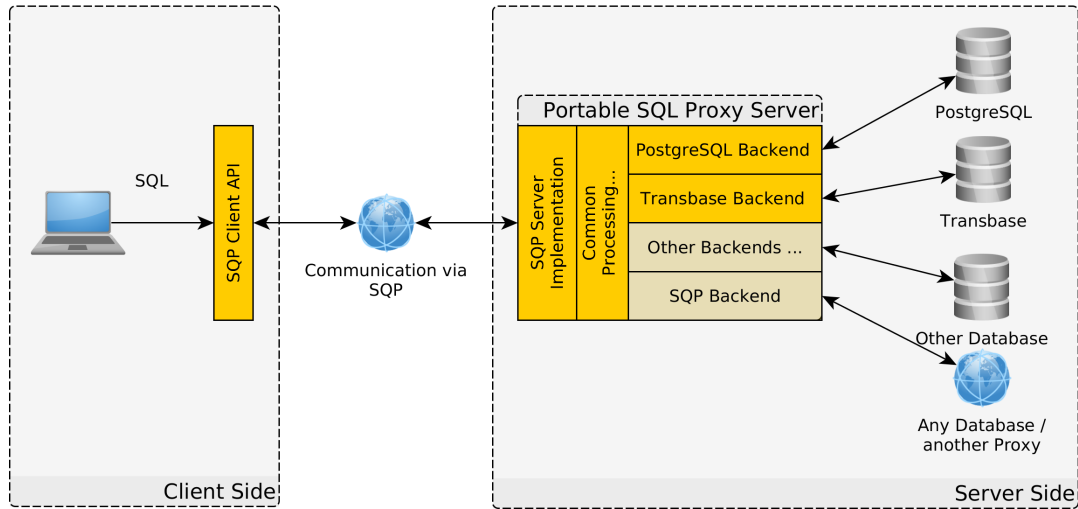 SQL
SQP Client API
Communication via
SQP
Client Side
Portable SQL Proxy Server
SQP Server
Implementation
Common
Processing...
PostgreSQL Backend
Transbase Backend
Other Backends ...
SQP Backend
PostgreSQL
Transbase
Other Database
Any Database /
another Proxy
Server Side